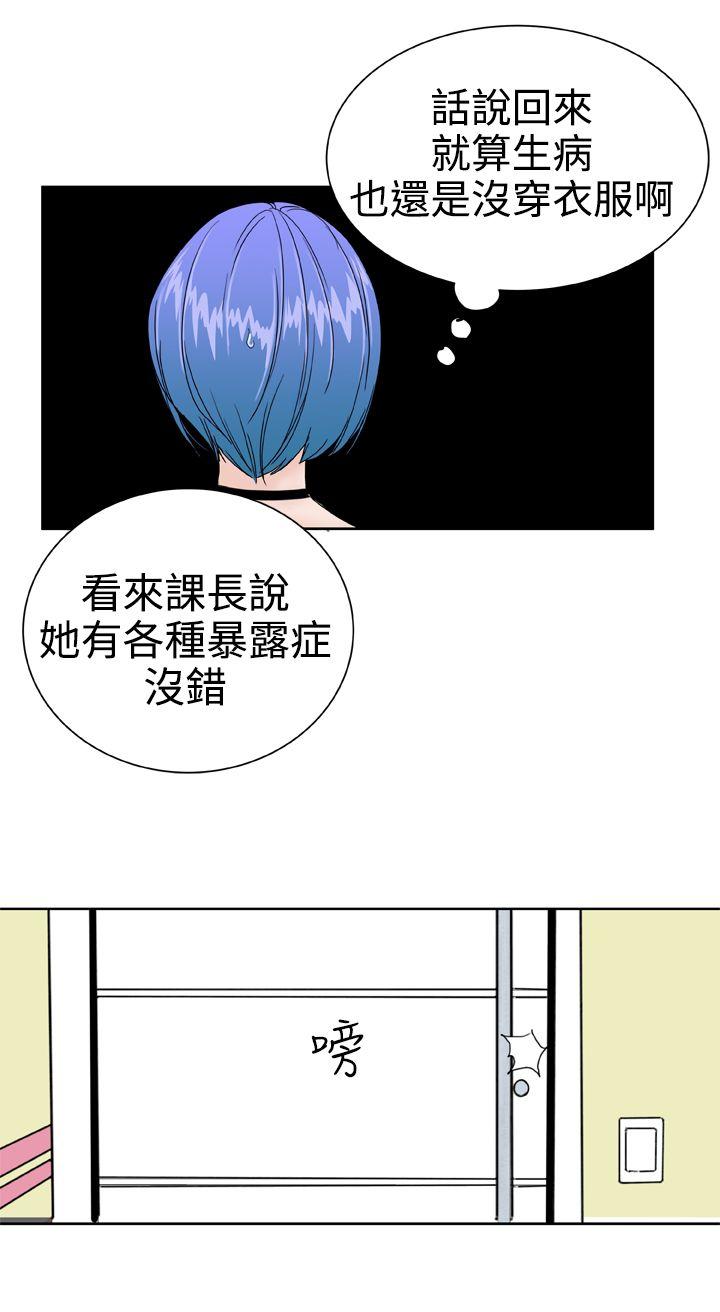 話說回來
就算生病
也還是沒穿衣服啊
看來課長說
她有各種暴露症
沒錯
嗙